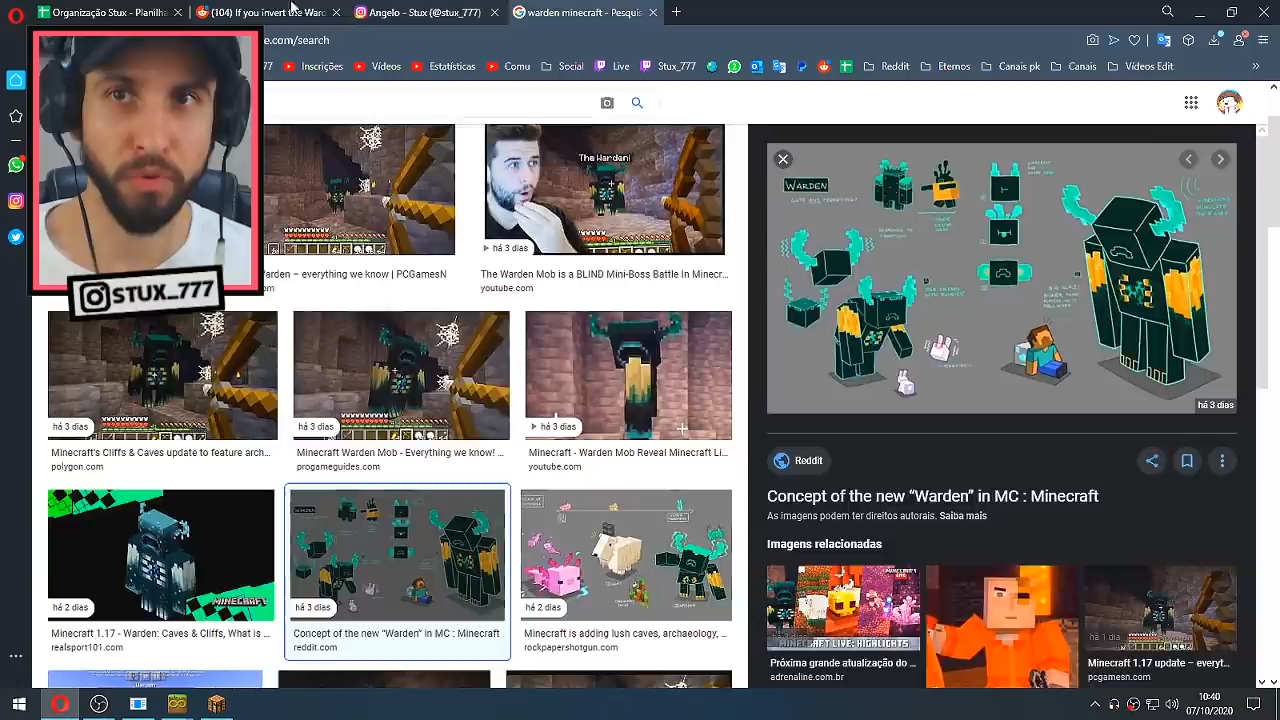 Organização Stux - Planilh
(104) If you invert the Ward
Angelo - Stux (@stux_777)
warden minecraft - Pesquis
e.com/search
77
Inscrições
Vídeos
Estatísticas
Comu
Social
Live
Stux_777
Reddit
Eternos
Canais pk
Canais
Vídeos Edit
STUX_777
The Warden!
há 3 dias
arden – everything we know | PCGamesN
The Warden Mob is a BLIND Mini-Boss Battle In Minecr...
youtube.com
há 3 dias
há 3 dias
há 3 dias
Minecraft's Cliffs & Caves update to feature arch...
Minecraft Warden Mob - Everything we know! ...
Minecraft - Warden Mob Reveal Minecraft Li...
polygon.com
progameguides.com
youtube.com
MINECRAFT
há 2 dias
há 3 dias
há 2 dias
Minecraft 1.17 - Warden: Caves & Cliffs, What is ...
Concept of the new “Warden” in MC : Minecraft
Minecraft is adding lush caves, archaeology, ...
realsport101.com
reddit.com
rockpapershotgun.com
WARDEN
há 3 dias
Reddit
Concept of the new “Warden” in MC : Minecraft
As imagens podem ter direitos autorais. Saiba mais
Imagens relacionadas
MINECRAFT LIVE: HIGHLIGHTS
há 1 dia
Próxima grande atualização do ...
Minecraft 1.17 update – everyt...
adrenaline.com.br
pcgamesn.com
10:40
07/10/2020